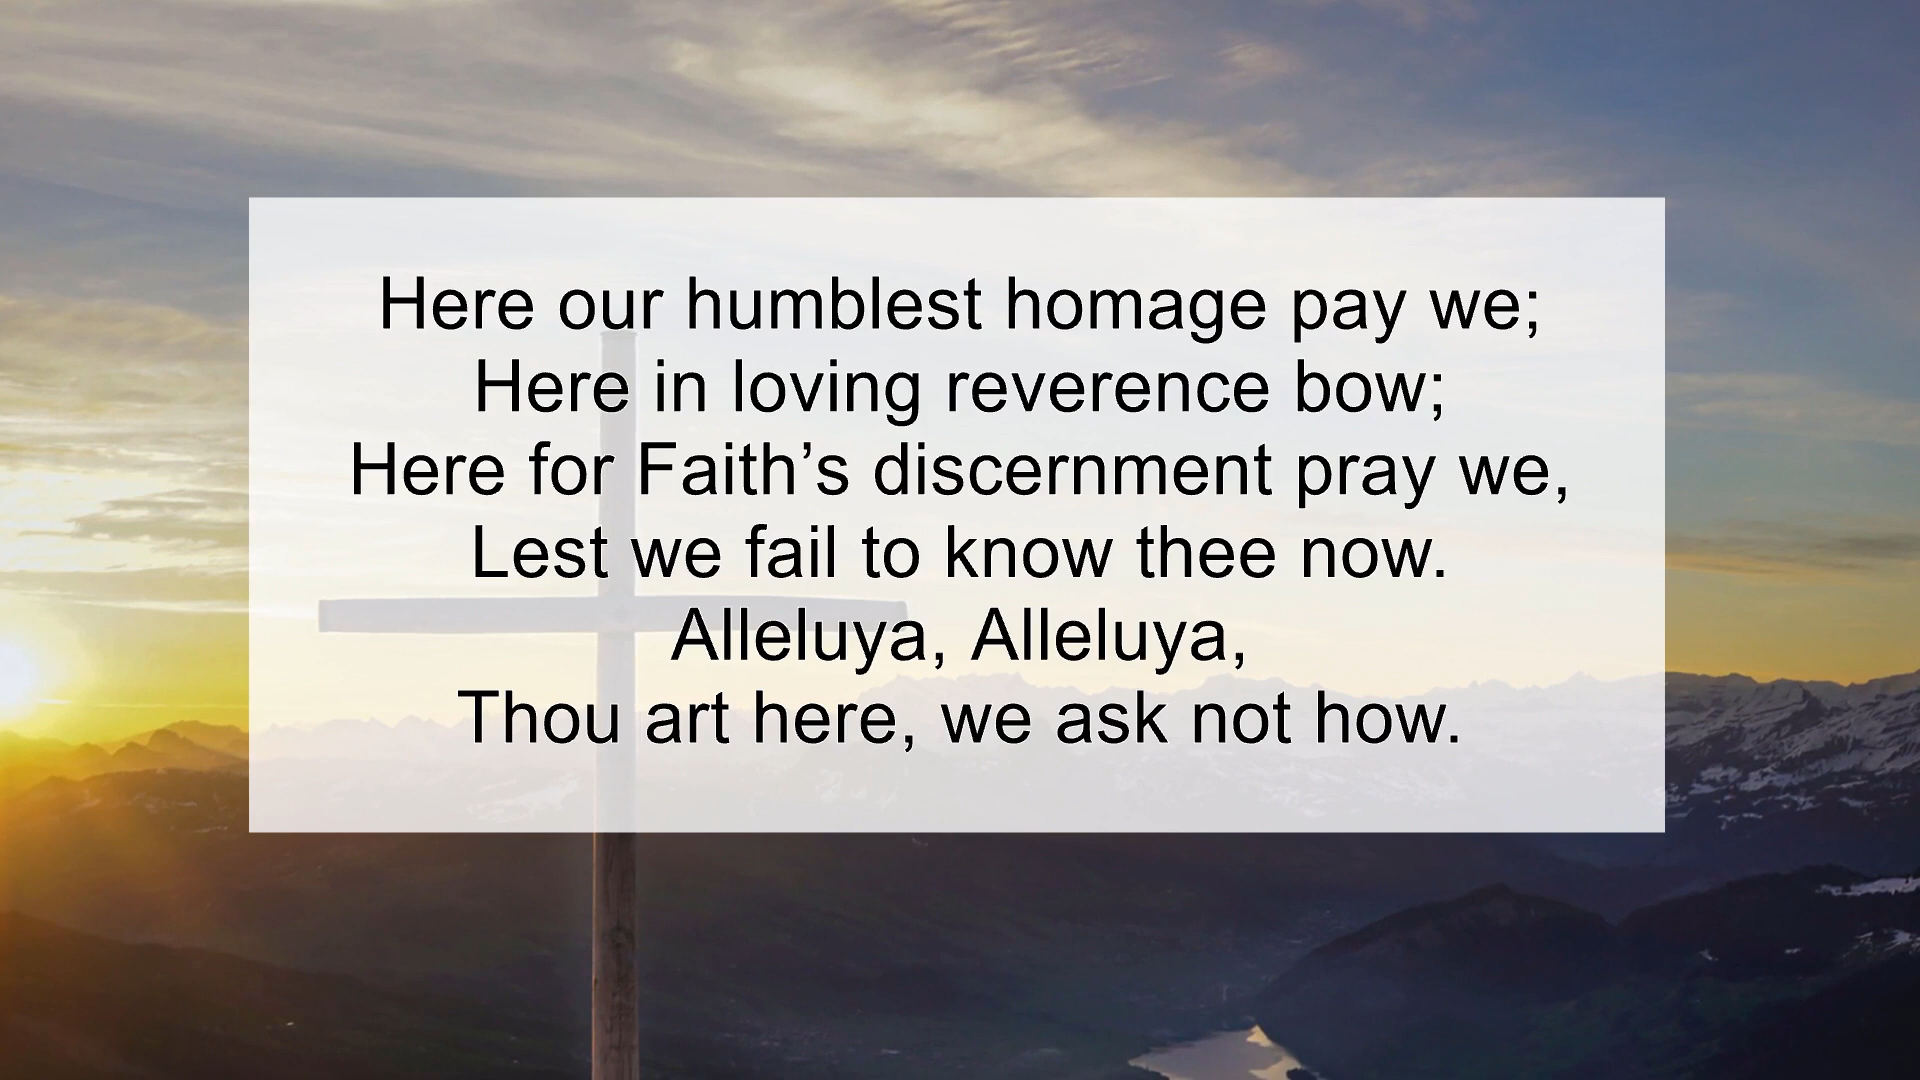 Here our humblest homage pay we;
Here in loving reverence bow;
Here for Faith’s discernment pray we,
Lest we fail to know thee now.
Alleluya, Alleluya,
Thou art here, we ask not how.